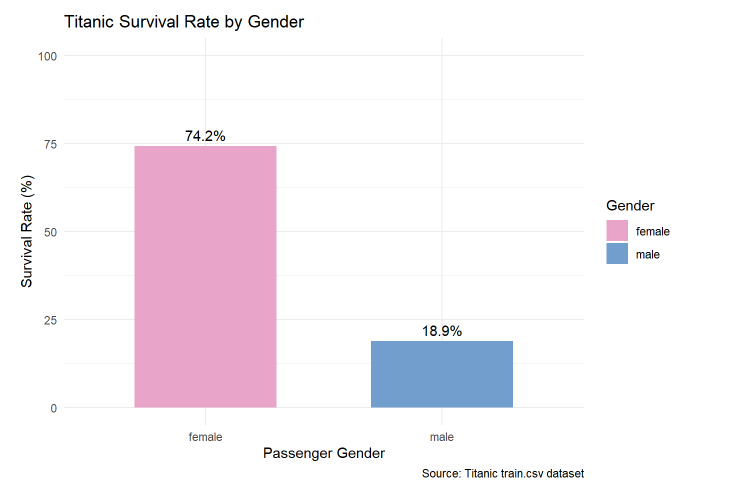 Titanic Survival Rate by Gender
100
75
50
25
0
Survival Rate (%)
74.2%
18.9%
female
male
Passenger Gender
Gender
female
male
Source: Titanic train.csv dataset